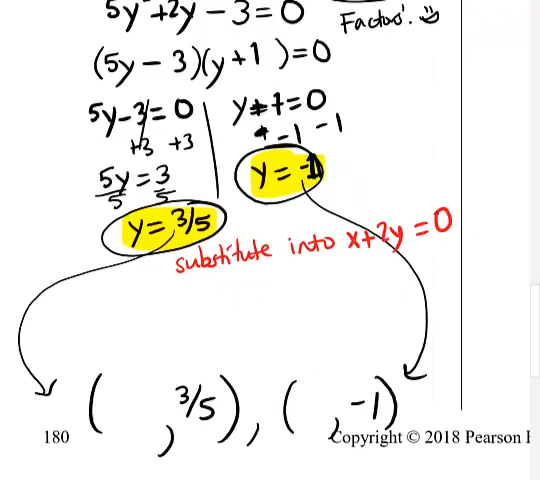 5y²+2y-3=0
Factor! ☺
(5y-3)(y+1)=0
5y-3=0 | y+1=0
+3 +3 -1 -1
5y=3 y=-1
5 5
y=3/5
substitute into x+2y=0
( , 3/5), ( , -1)
180 Copyright © 2018 Pearson